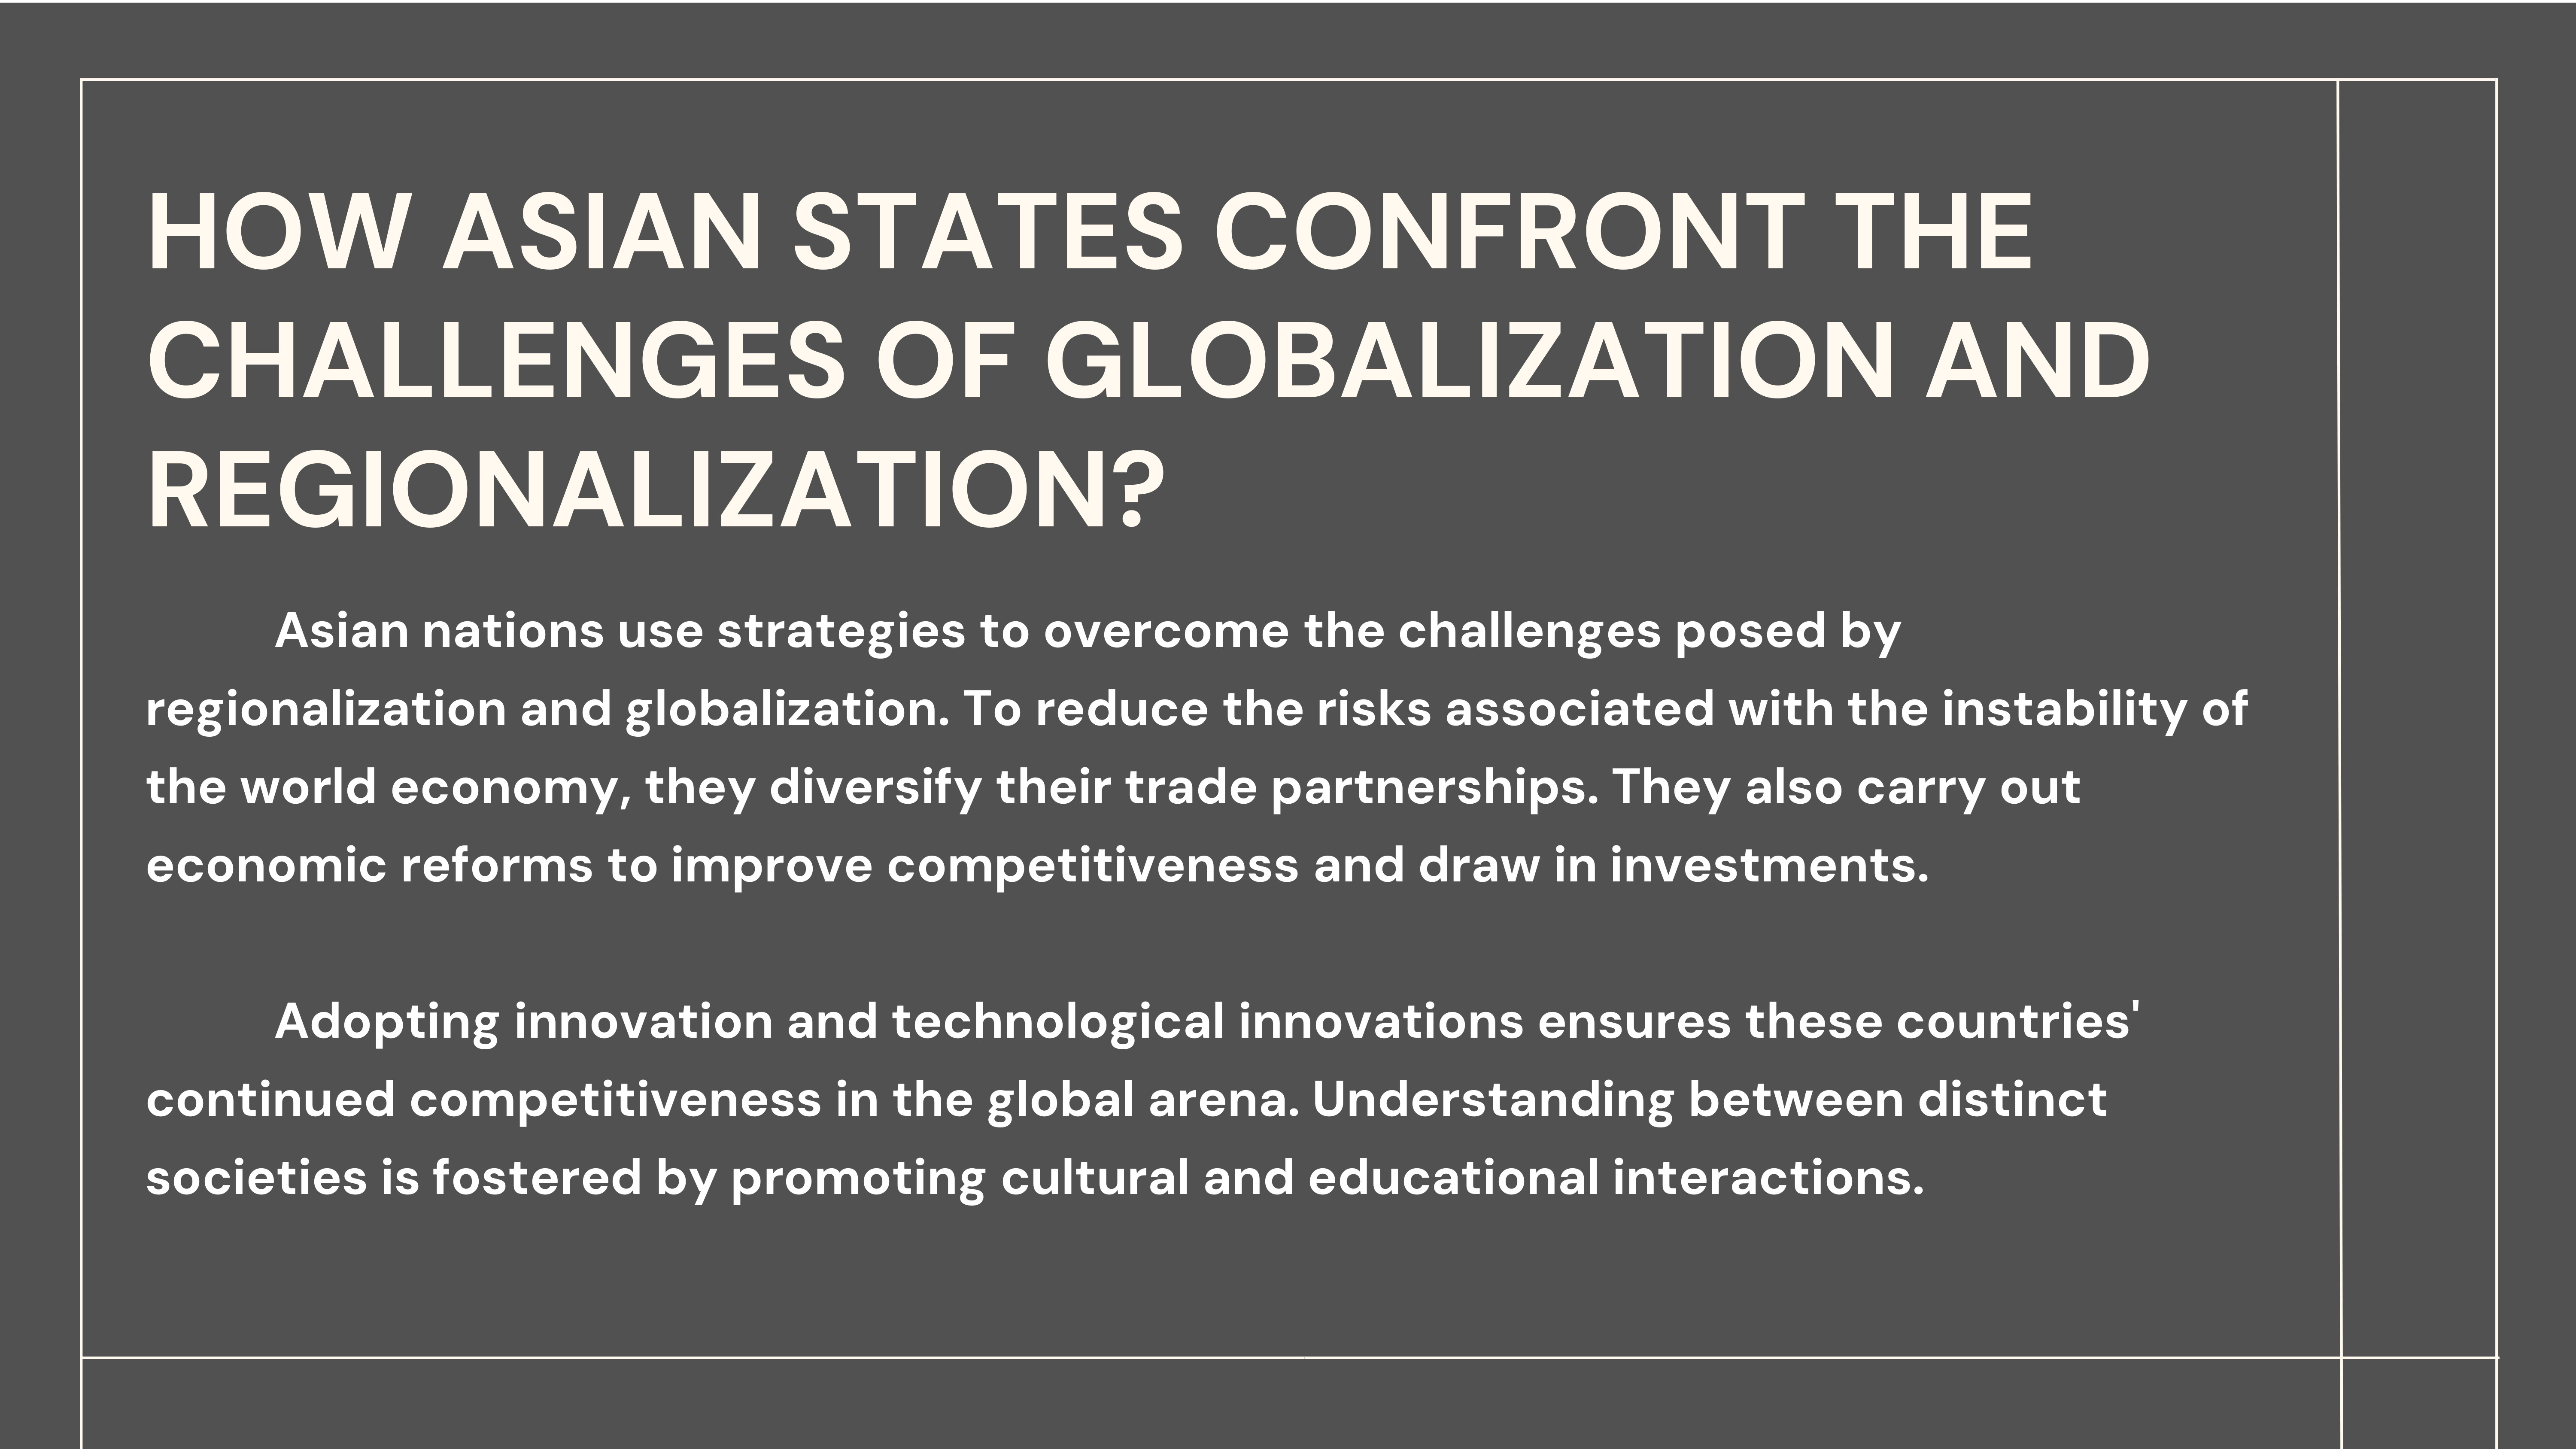 HOW ASIAN STATES CONFRONT THE
CHALLENGES OF GLOBALIZATION AND
REGIONALIZATION?
Asian nations use strategies to overcome the challenges posed by
regionalization and globalization. To reduce the risks associated with the instability of
the world economy, they diversify their trade partnerships. They also carry out
economic reforms to improve competitiveness and draw in investments.
Adopting innovation and technological innovations ensures these countries'
continued competitiveness in the global arena. Understanding between distinct
societies is fostered by promoting cultural and educational interactions.